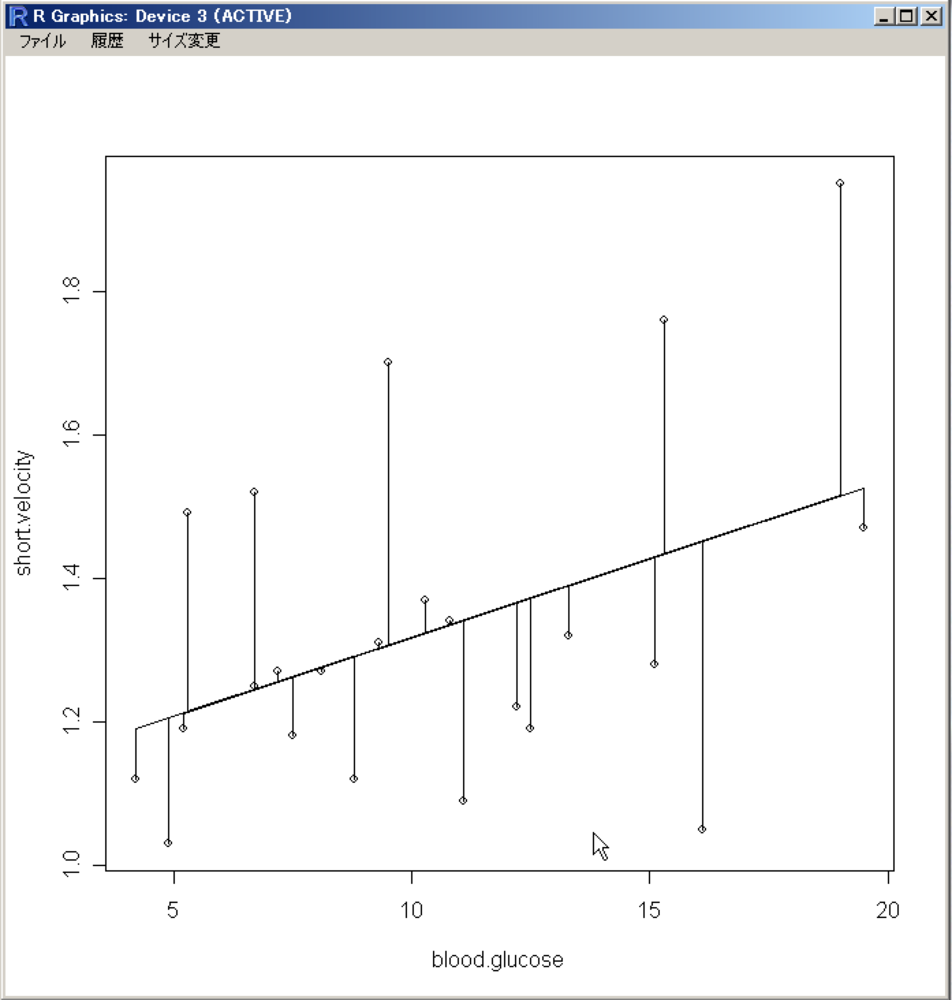 R Graphics: Device 3 (ACTIVE)
ファイル 履歴 サイズ変更
short.velocity
1.8
1.6
1.4
1.2
1.0
5 10 15 20
blood.glucose